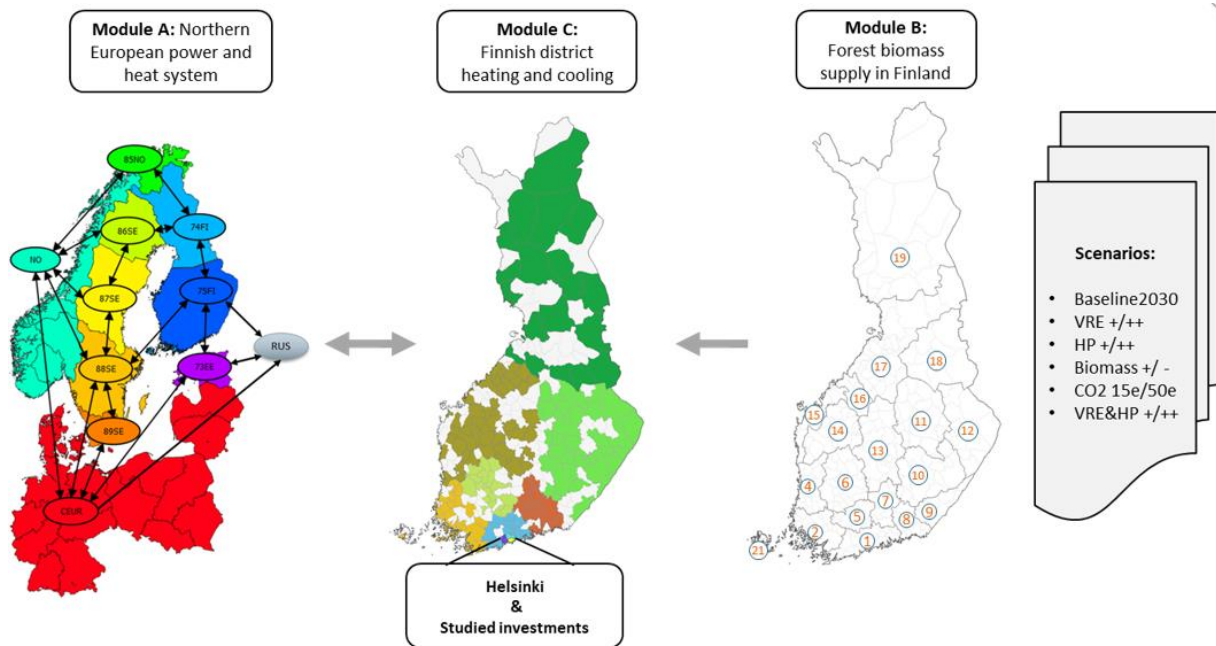 Module A: Northern
European power and
heat system
Module C:
Finnish district
heating and cooling
Module B:
Forest biomass
supply in Finland
85NO
86SE
74FI
NO
87SE
75FI
RUS
88SE
73EE
89SE
CEUR
Helsinki
&
Studied investments
19
18
17
16
15
14
11
12
13
10
4
6
7
5
8
9
2
1
21
Scenarios:
• Baseline2030
• VRE +/++
• HP +/++
• Biomass +/ -
• CO2 15e/50e
• VRE&HP +/++